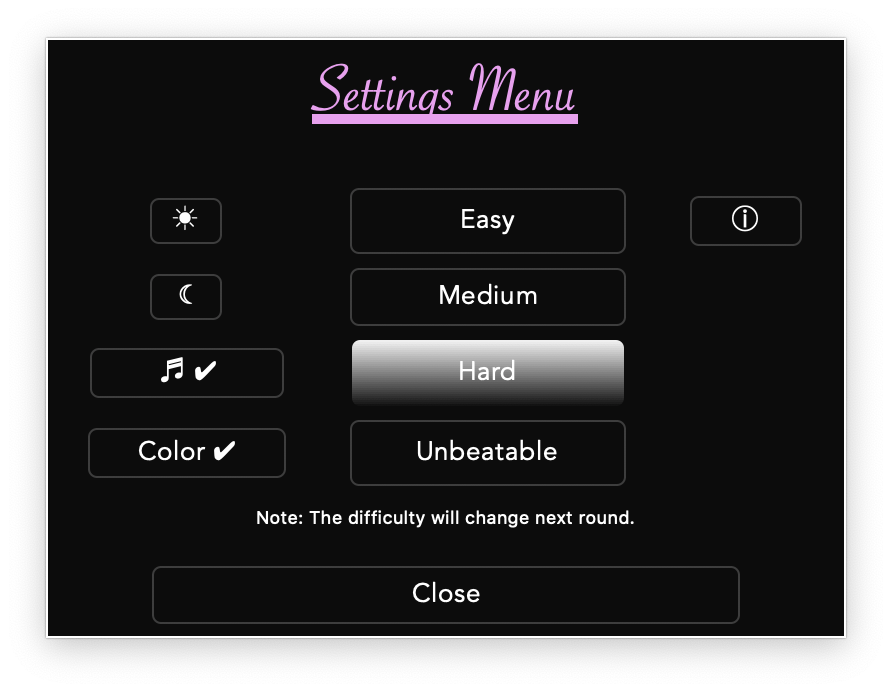 Settings Menu
☀ Easy ⓘ
☾ Medium
♬ ✔ Hard
Color ✔ Unbeatable
Note: The difficulty will change next round.
Close